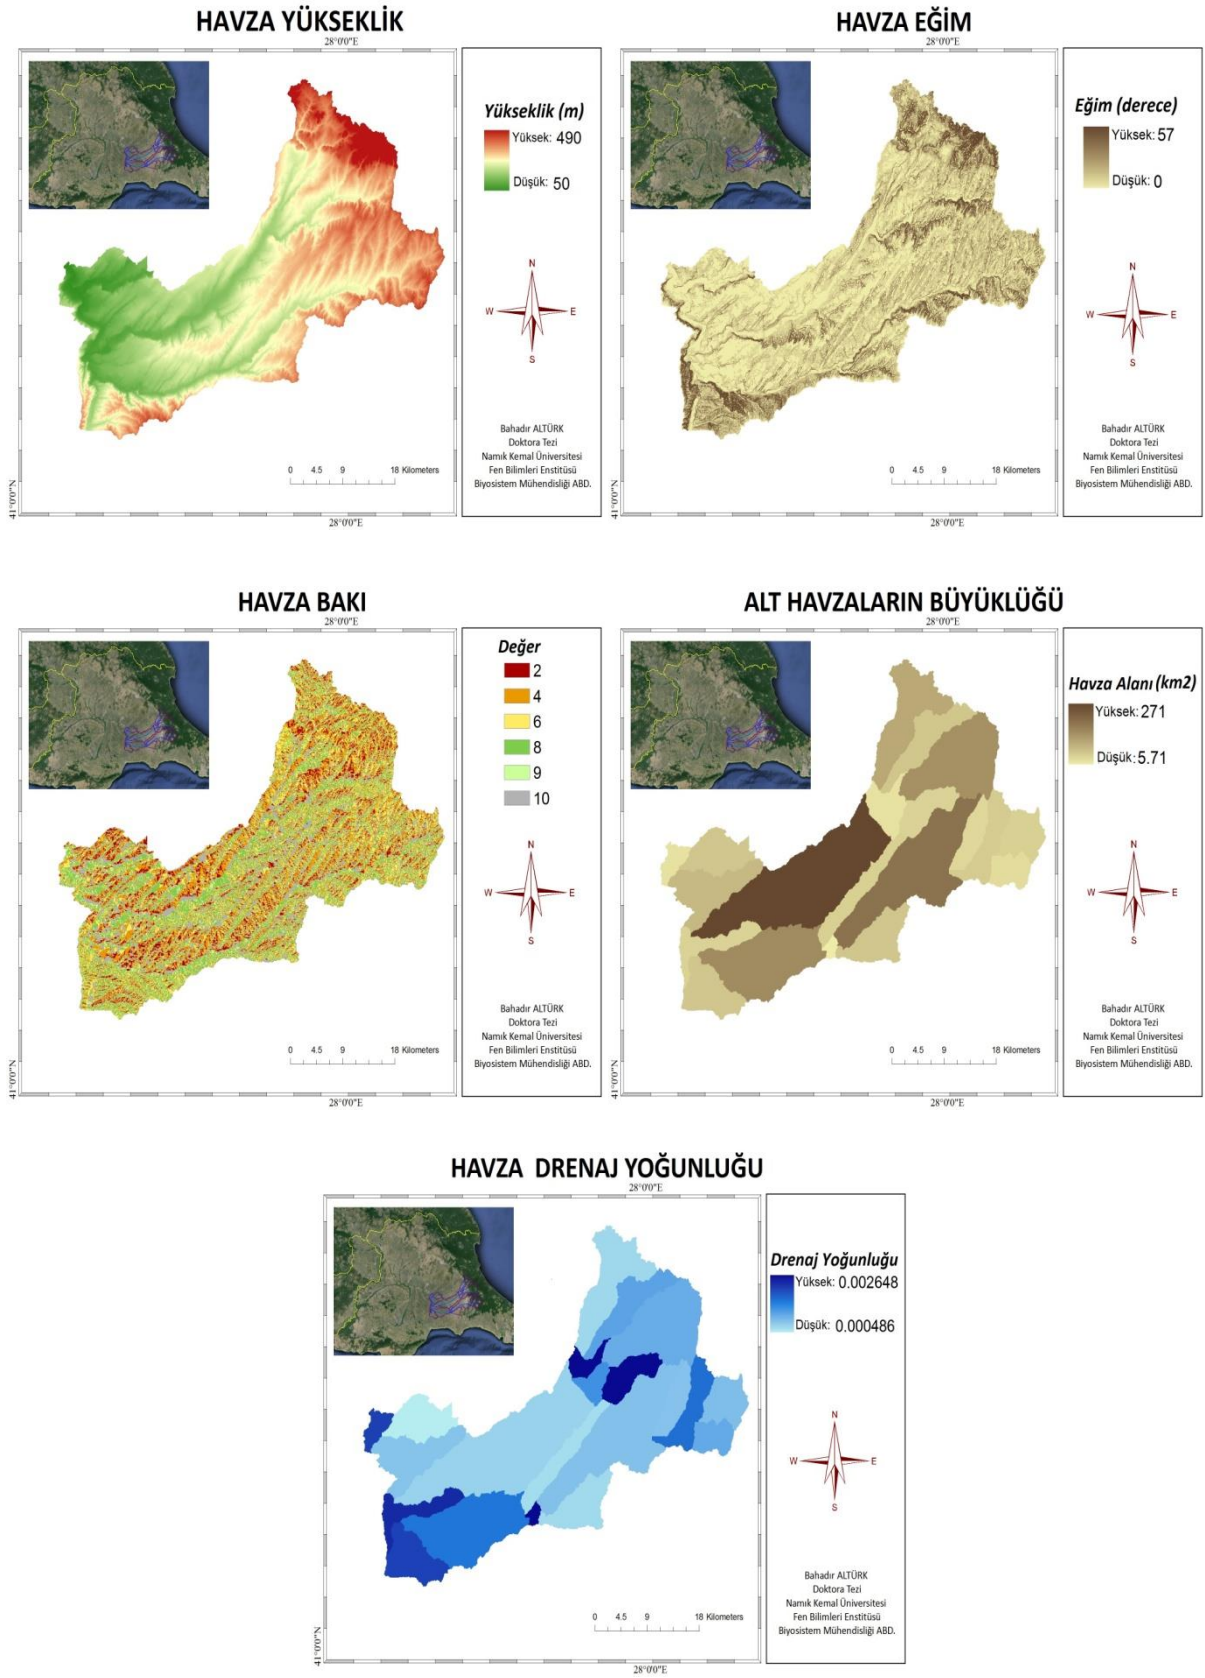 HAVZA YÜKSEKLİK
28°0'0"E
Yükseklik (m)
Yüksek: 490
Düşük: 50
N
W E
S
Bahadır ALTÜRK
Doktora Tezi
Namık Kemal Üniversitesi
Fen Bilimleri Enstitüsü
Biyosistem Mühendisliği ABD.
0 4.5 9 18 Kilometers
41°0'0"N
28°0'0"E
HAVZA EĞİM
28°0'0"E
Eğim (derece)
Yüksek: 57
Düşük: 0
N
W E
S
Bahadır ALTÜRK
Doktora Tezi
Namık Kemal Üniversitesi
Fen Bilimleri Enstitüsü
Biyosistem Mühendisliği ABD.
0 4.5 9 18 Kilometers
41°0'0"N
28°0'0"E
HAVZA BAKI
28°0'0"E
Değer
2
4
6
8
9
10
N
W E
S
Bahadır ALTÜRK
Doktora Tezi
Namık Kemal Üniversitesi
Fen Bilimleri Enstitüsü
Biyosistem Mühendisliği ABD.
0 4.5 9 18 Kilometers
41°0'0"N
28°0'0"E
ALT HAVZALARIN BÜYÜKLÜĞÜ
28°0'0"E
Havza Alanı (km2)
Yüksek: 271
Düşük: 5.71
N
W E
S
Bahadır ALTÜRK
Doktora Tezi
Namık Kemal Üniversitesi
Fen Bilimleri Enstitüsü
Biyosistem Mühendisliği ABD.
0 4.5 9 18 Kilometers
41°0'0"N
28°0'0"E
HAVZA DRENAJ YOĞUNLUĞU
28°0'0"E
Drenaj Yoğunluğu
Yüksek: 0.002648
Düşük: 0.000486
N
W E
S
Bahadır ALTÜRK
Doktora Tezi
Namık Kemal Üniversitesi
Fen Bilimleri Enstitüsü
Biyosistem Mühendisliği ABD.
0 4.5 9 18 Kilometers
41°0'0"N
28°0'0"E